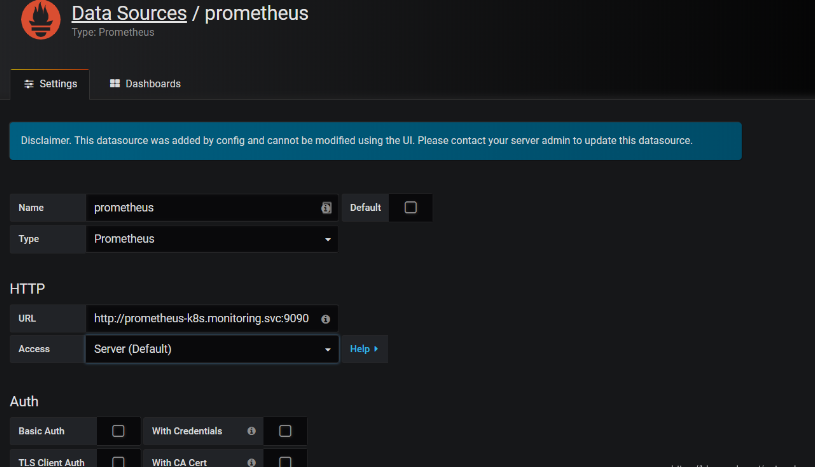 Data Sources / prometheus
Type: Prometheus
Settings
Dashboards
Disclaimer. This datasource was added by config and cannot be modified using the UI. Please contact your server admin to update this datasource.
Name
prometheus
Default
Type
Prometheus
HTTP
URL
http://prometheus-k8s.monitoring.svc:9090
Access
Server (Default)
Help
Auth
Basic Auth
With Credentials
TLS Client Auth
With CA Cert